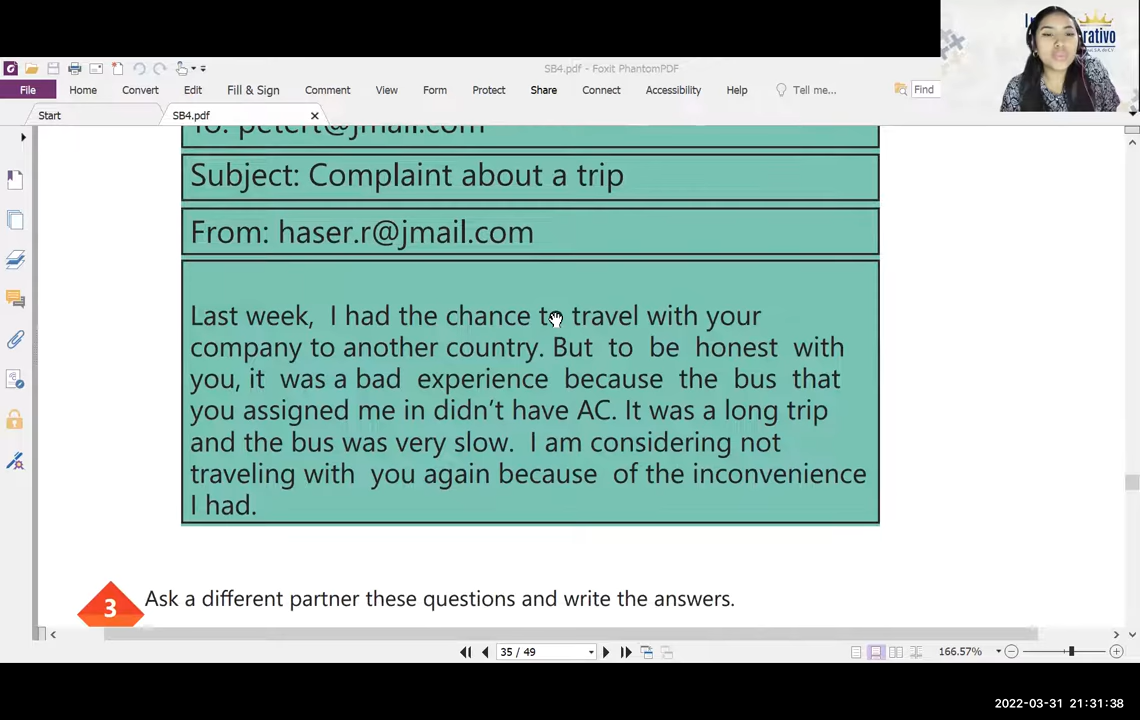 SB4.pdf - Foxit PhantomPDF
File Home Convert Edit Fill & Sign Comment View Form Protect Share Connect Accessibility Help Tell me... Find
Start SB4.pdf
To: petert@jmail.com
Subject: Complaint about a trip
From: haser.r@jmail.com
Last week, I had the chance to travel with your
company to another country. But to be honest with
you, it was a bad experience because the bus that
you assigned me in didn't have AC. It was a long trip
and the bus was very slow. I am considering not
traveling with you again because of the inconvenience
I had.
3 Ask a different partner these questions and write the answers.
35 / 49 166.57%
2022-03-31 21:31:38